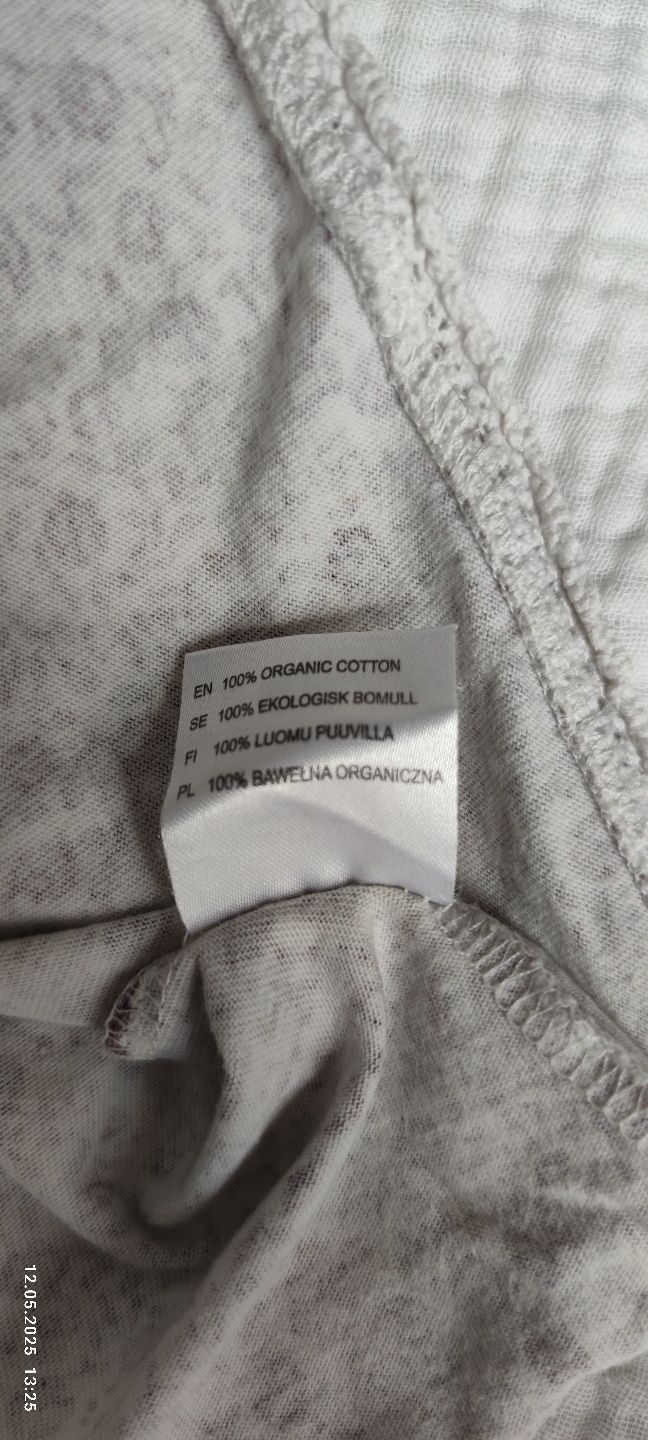 EN 100% ORGANIC COTTON
SE 100% EKOLOGISK BOMULL
FI 100% LUOMU PUUVILLA
PL 100% BAWEŁNA ORGANICZNA
12.05.2025 13:25